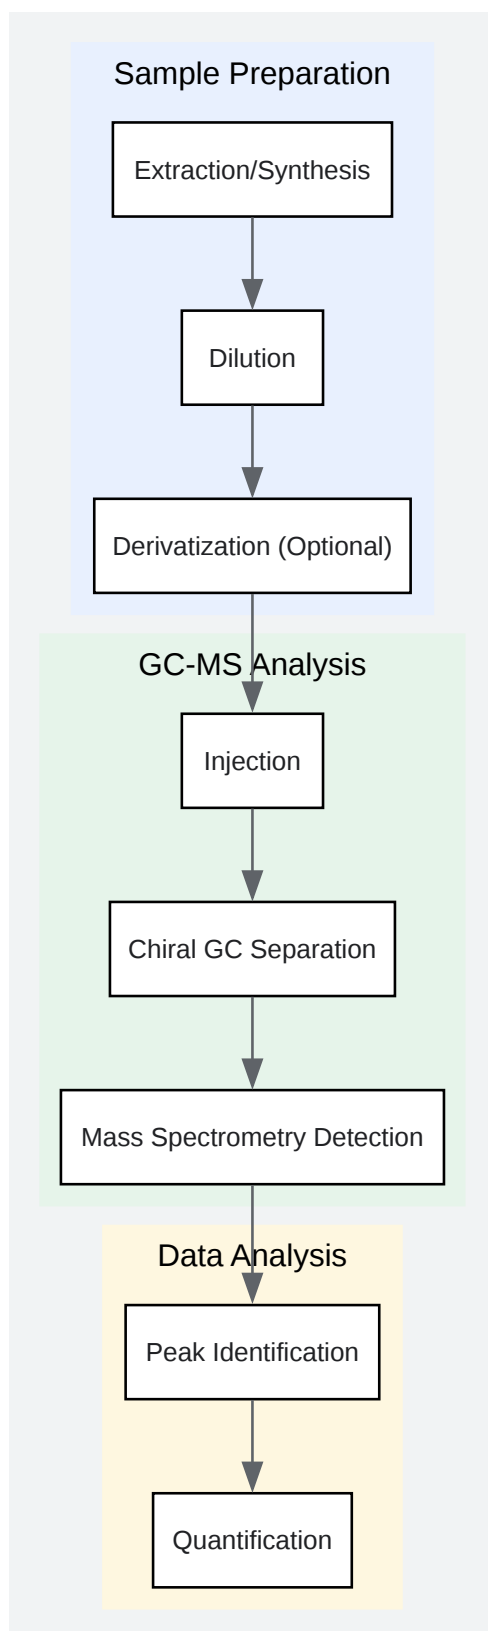 Sample Preparation
Extraction/Synthesis
Dilution
Derivatization (Optional)
GC-MS Analysis
Injection
Chiral GC Separation
Mass Spectrometry Detection
Data Analysis
Peak Identification
Quantification